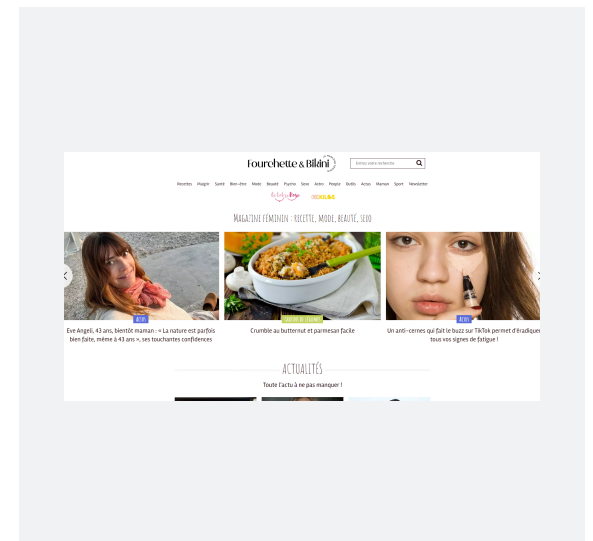 Fourchette & Bikini
Entrez votre recherche
Recettes Maigrir Santé Bien-être Mode Beauté Psycho Sexo Astro People Outils Actus Maman Sport Newsletter
MAGAZINE FÉMININ : RECETTE, MODE, BEAUTÉ, SEXO
ACTUS
Eve Angeli, 43 ans, bientôt maman : « La nature est parfois
bien faite, même à 43 ans », ses touchantes confidences
Crumble au butternut et parmesan facile
ACTUS
Un anti-cernes qui fait le buzz sur TikTok permet d'éradiquer
tous vos signes de fatigue !
ACTUALITÉS
Toute l'actu à ne pas manquer !